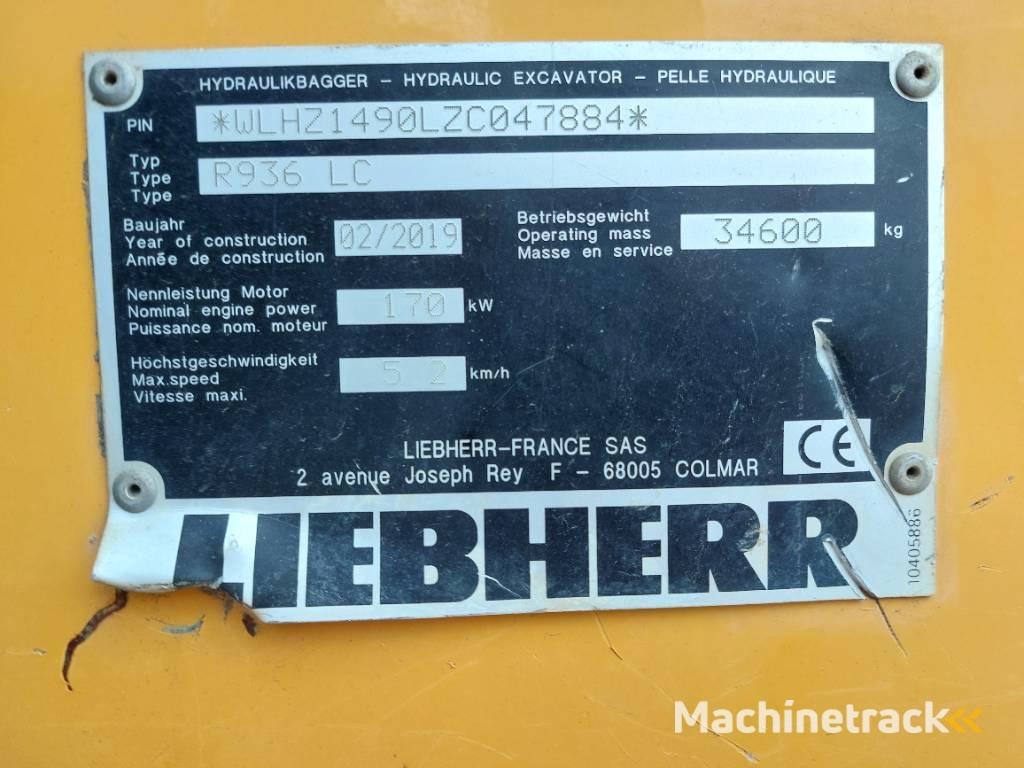 HYDRAULIKBAGGER – HYDRAULIC EXCAVATOR – PELLE HYDRAULIQUE
PIN *WLHZ1490LZC047884*
Typ
Type R936 LC
Type
Baujahr
Year of construction 02/2019
Année de construction
Betriebsgewicht
Operating mass 34600 kg
Masse en service
Nennleistung Motor
Nominal engine power 170 kW
Puissance nom. moteur
Höchstgeschwindigkeit
Max.speed 5 2 km/h
Vitesse maxi.
LIEBHERR–FRANCE SAS
2 avenue Joseph Rey F – 68005 COLMAR
CE
LIEBHERR
10405886
Machinetrack